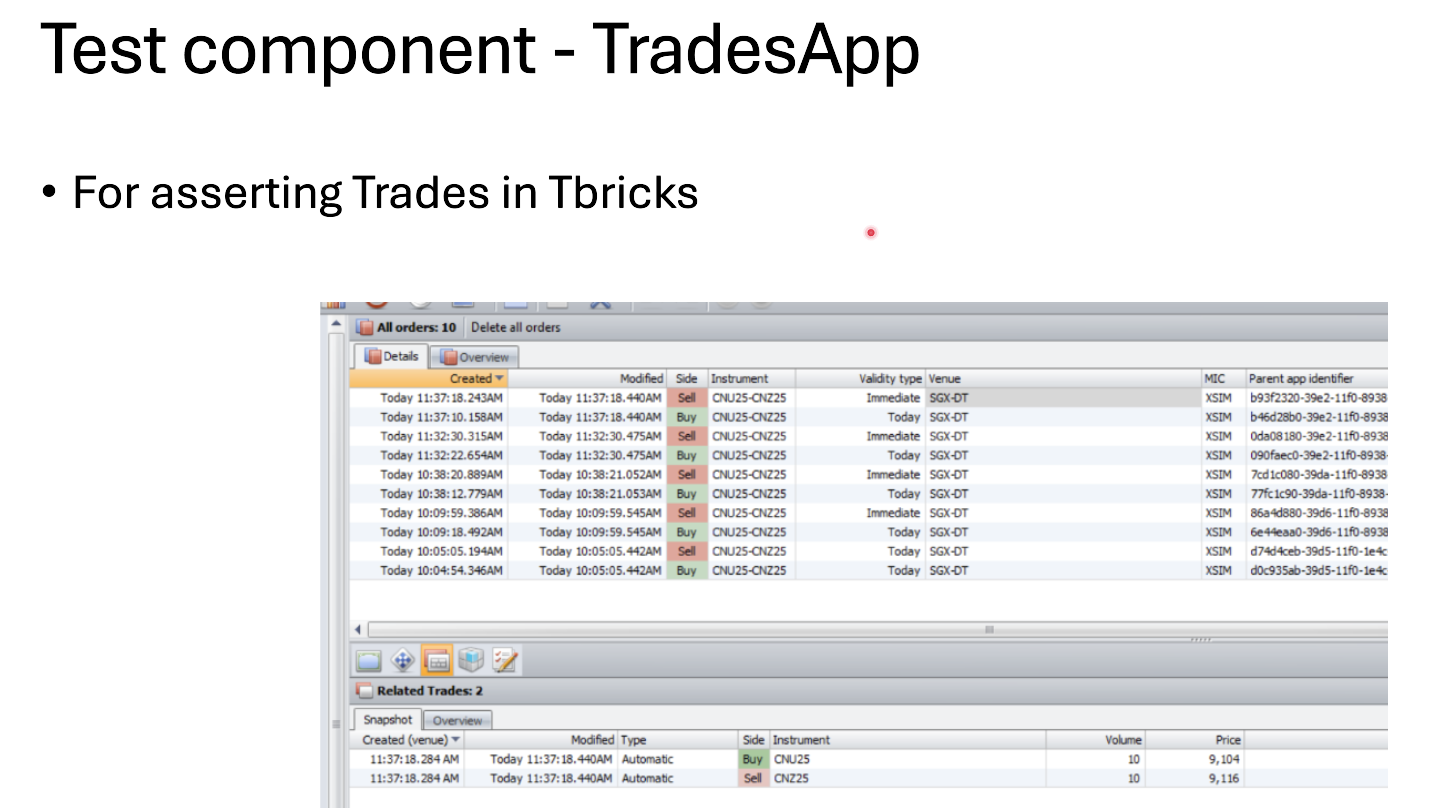 Test component - TradesApp
• For asserting Trades in Tbricks
All orders: 10 Delete all orders
Details Overview
Created Modified Side Instrument Validity type Venue MIC Parent app identifier
Today 11:37:18.243AM Today 11:37:18.440AM Sell CNU25-CNZ25 Immediate SGX-DT XSIM b93f2320-39e2-11f0-8938-
Today 11:37:10.158AM Today 11:37:18.440AM Buy CNU25-CNZ25 Today SGX-DT XSIM b46d28b0-39e2-11f0-8938
Today 11:32:30.315AM Today 11:32:30.475AM Sell CNU25-CNZ25 Immediate SGX-DT XSIM 0da08180-39e2-11f0-8938
Today 11:32:22.654AM Today 11:32:30.475AM Buy CNU25-CNZ25 Today SGX-DT XSIM 090faec0-39e2-11f0-8938-
Today 10:38:20.889AM Today 10:38:21.052AM Sell CNU25-CNZ25 Immediate SGX-DT XSIM 7cd1c080-39da-11f0-8938-
Today 10:38:12.779AM Today 10:38:21.053AM Buy CNU25-CNZ25 Today SGX-DT XSIM 77fc1c90-39da-11f0-8938-
Today 10:09:59.386AM Today 10:09:59.545AM Sell CNU25-CNZ25 Immediate SGX-DT XSIM 86a4d880-39d6-11f0-8938
Today 10:09:18.492AM Today 10:09:59.545AM Buy CNU25-CNZ25 Today SGX-DT XSIM 6e44eaa0-39d6-11f0-8938
Today 10:05:05.194AM Today 10:05:05.442AM Sell CNU25-CNZ25 Today SGX-DT XSIM d74d4ceb-39d5-11f0-1e4c
Today 10:04:54.346AM Today 10:05:05.442AM Buy CNU25-CNZ25 Today SGX-DT XSIM d0c935ab-39d5-11f0-1e4c
Related Trades: 2
Snapshot Overview
Created (venue) Modified Type Side Instrument Volume Price
11:37:18.284 AM Today 11:37:18.440AM Automatic Buy CNU25 10 9,104
11:37:18.284 AM Today 11:37:18.440AM Automatic Sell CNZ25 10 9,116